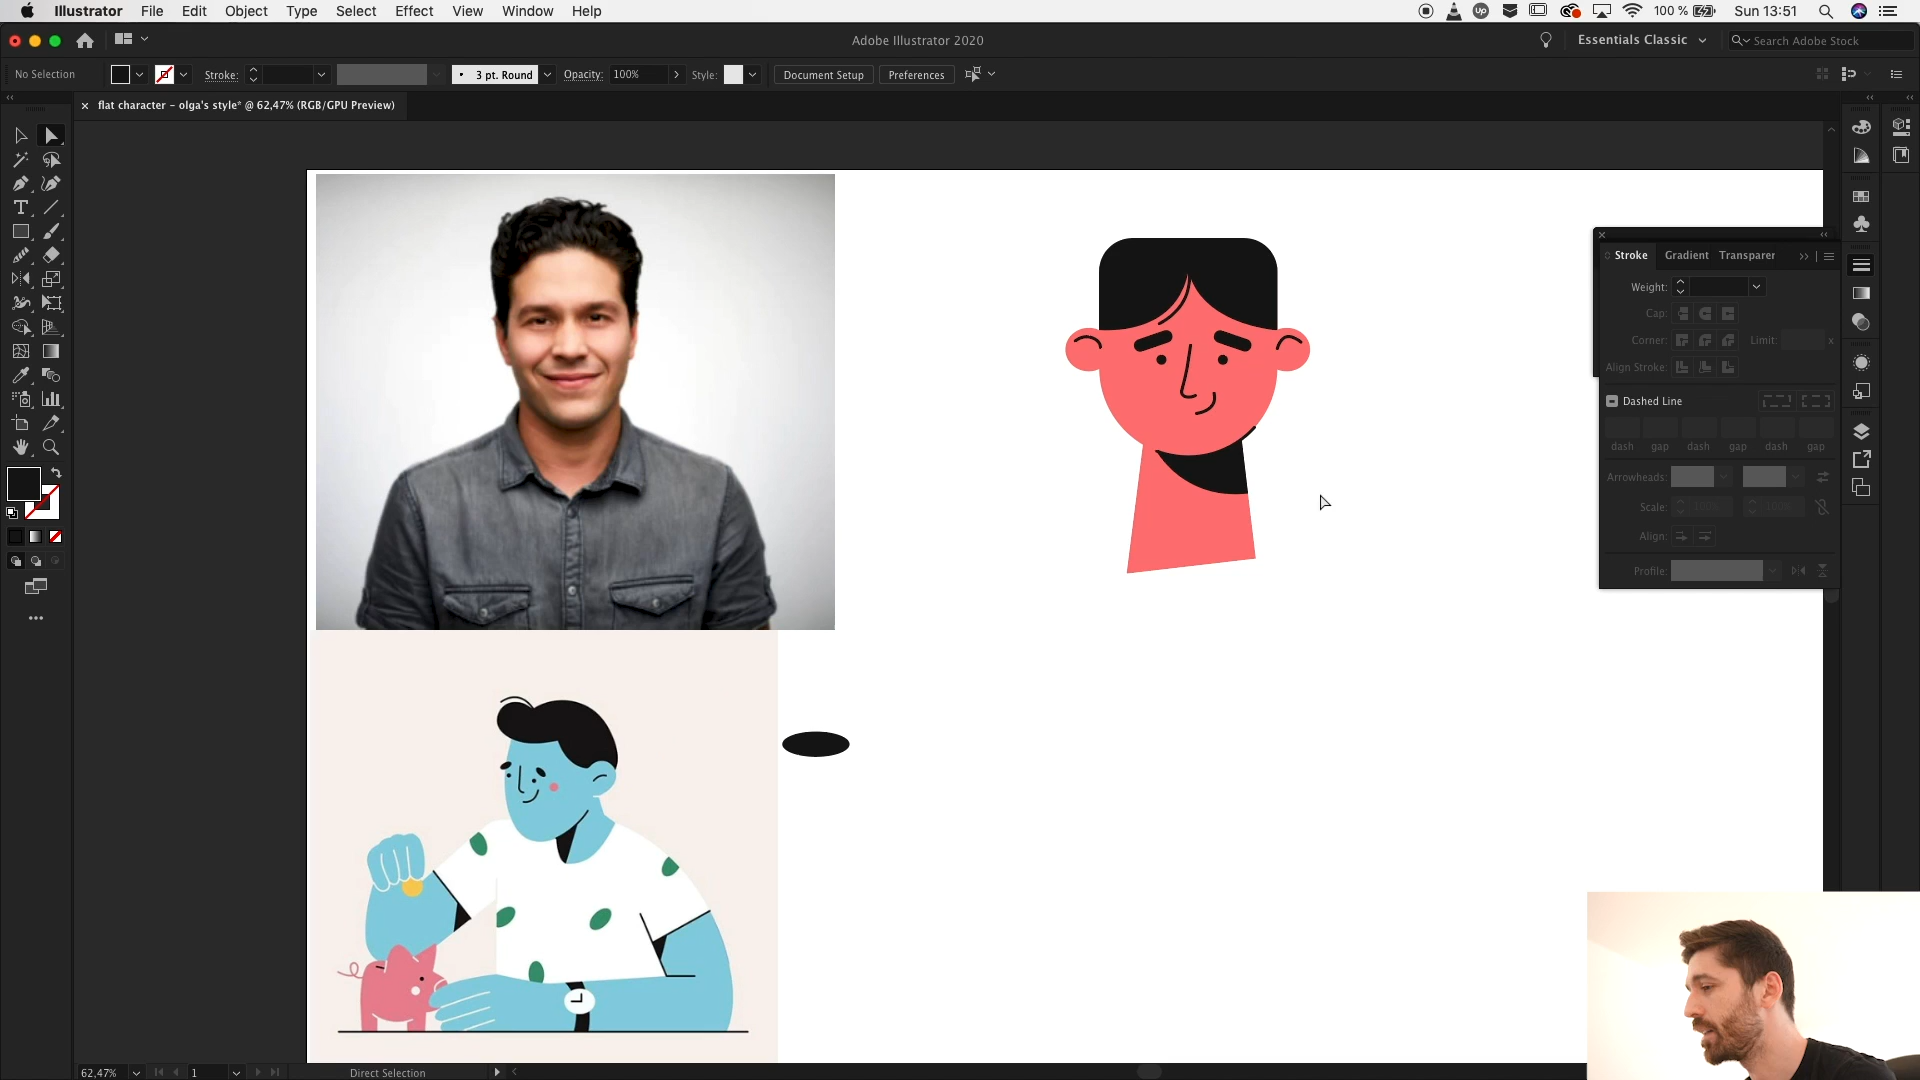 Illustrator File Edit Object Type Select Effect View Window Help
Up 100 % Sun 13:51
Adobe Illustrator 2020
Essentials Classic
Search Adobe Stock
No Selection
Stroke:
3 pt. Round
Opacity: 100%
Style:
Document Setup
Preferences
flat character – olga's style* @ 62,47% (RGB/GPU Preview)
Stroke Gradient Transparer
Weight:
Cap:
Corner:
Limit:
x
Align Stroke:
Dashed Line
dash gap dash gap dash gap
Arrowheads:
Scale: 100% 100%
Align:
Profile:
62,47%
1
Direct Selection